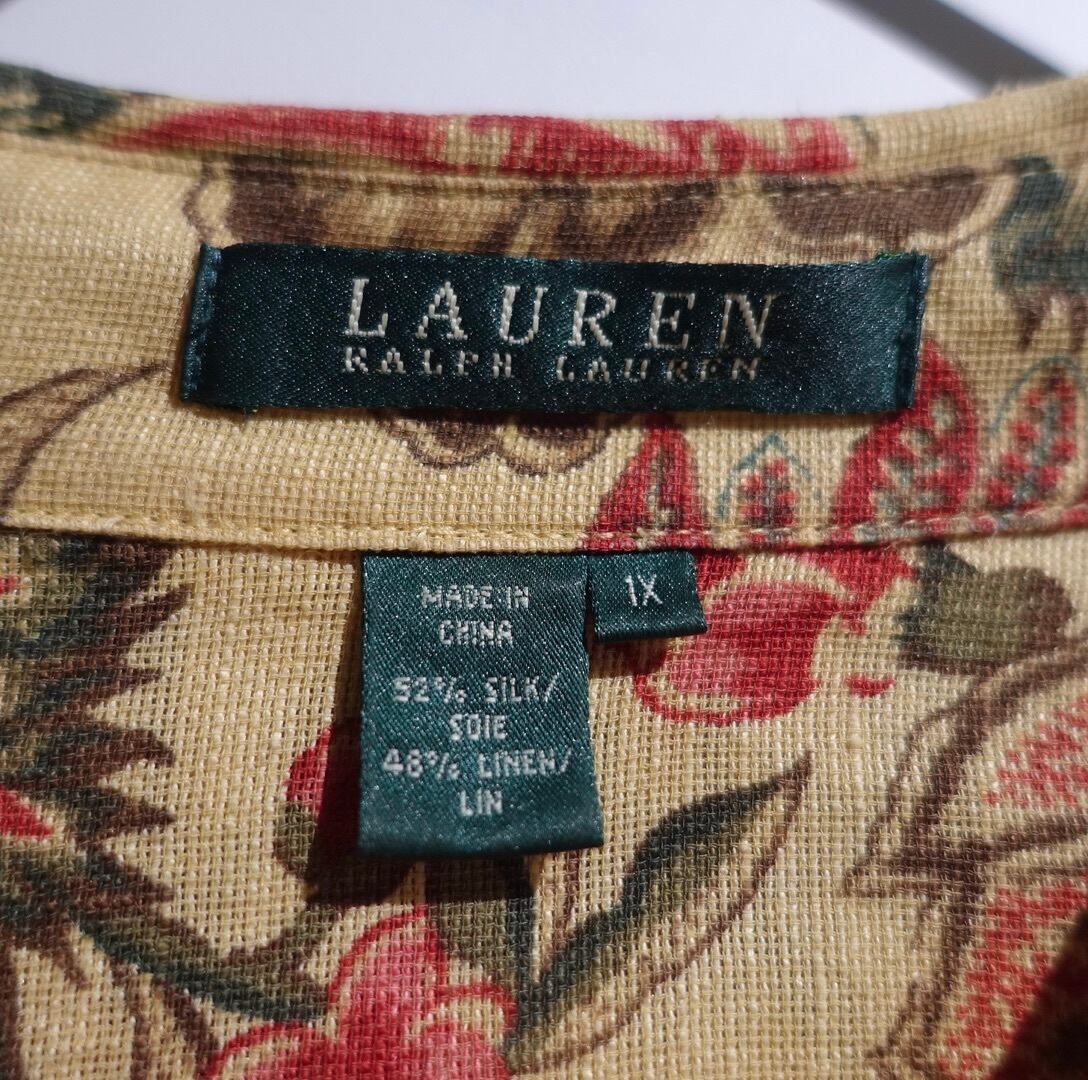 LAUREN
RALPH LAUREN
MADE IN
CHINA
1X
52% SILK/
SOIE
48% LINEN/
LIN